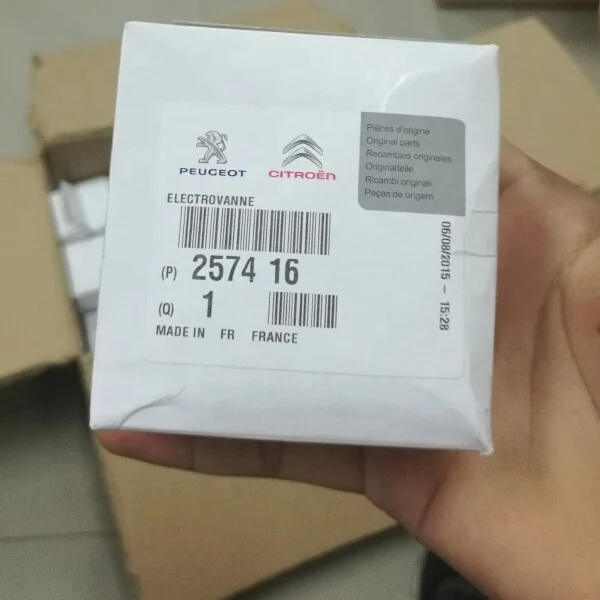 PEUGEOT
CITROËN
Pièces d'origine
Original parts
Recambios originales
Originalteile
Ricambi originali
Peças de origem
ELECTROVANNE
(P) 2574 16
(Q) 1
MADE IN FR FRANCE
06/08/2015 – 15:28